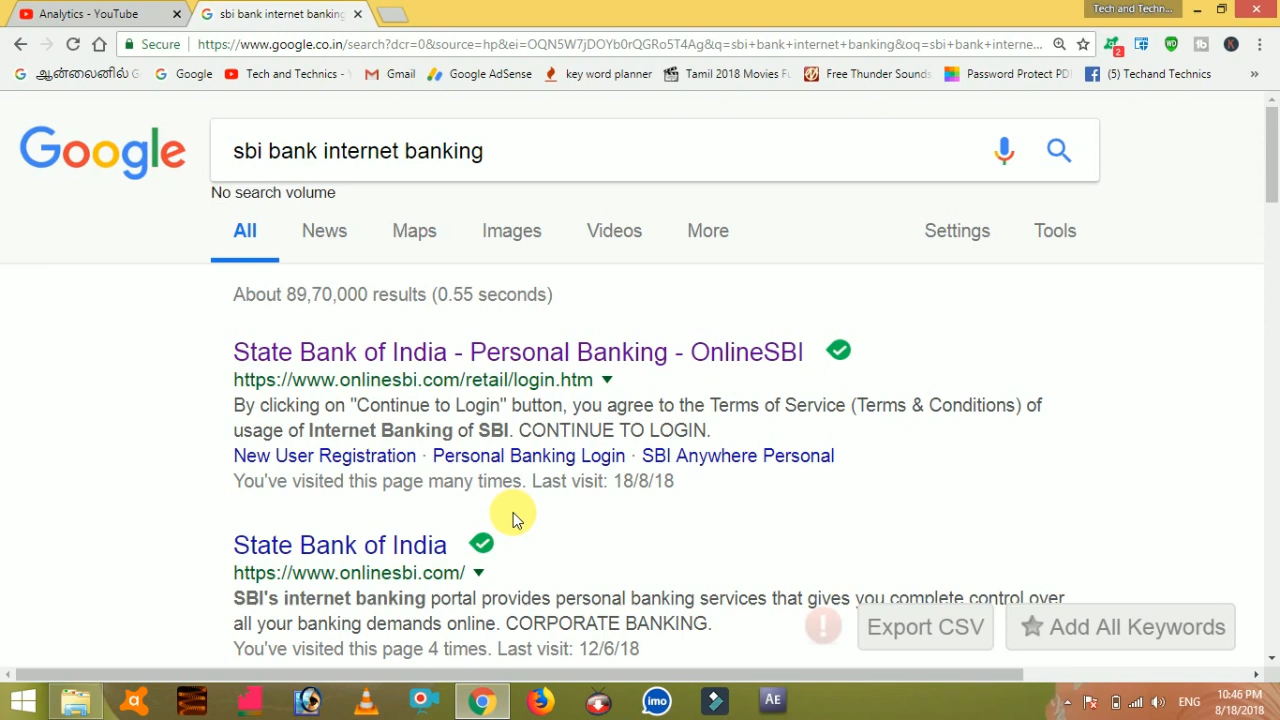 Analytics - YouTube
sbi bank internet banking
Tech and Techn...
Secure
https://www.google.co.in/search?dcr=0&source=hp&ei=OQN5W7jDOYb0rQGRo5T4Ag&q=sbi+bank+internet+banking&oq=sbi+bank+interne...
2
K
ஆன்லைனில்
Google
Tech and Technics -
Gmail
Google AdSense
key word planner
Tamil 2018 Movies
Free Thunder Sounds
Password Protect PD
(5) Techand Technics
»
Google
sbi bank internet banking
No search volume
All
News
Maps
Images
Videos
More
Settings
Tools
About 89,70,000 results (0.55 seconds)
State Bank of India - Personal Banking - OnlineSBI
https://www.onlinesbi.com/retail/login.htm
By clicking on "Continue to Login" button, you agree to the Terms of Service (Terms & Conditions) of
usage of Internet Banking of SBI. CONTINUE TO LOGIN.
New User Registration · Personal Banking Login · SBI Anywhere Personal
You've visited this page many times. Last visit: 18/8/18
State Bank of India
https://www.onlinesbi.com/
SBI's internet banking portal provides personal banking services that gives you complete control over
all your banking demands online. CORPORATE BANKING.
You've visited this page 4 times. Last visit: 12/6/18
!
Export CSV
Add All Keywords
imo
AE
ENG
10:46 PM
8/18/2018